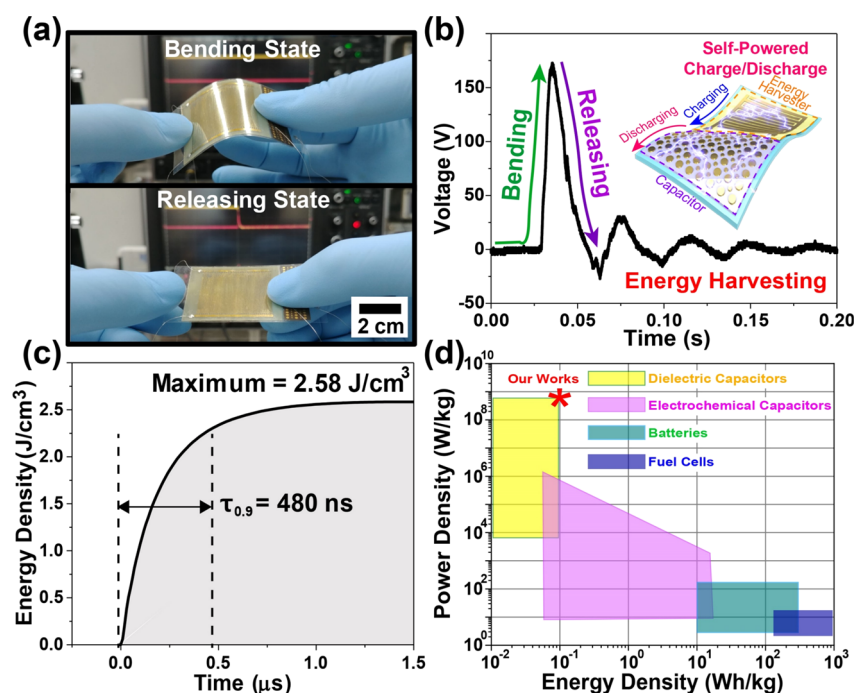 (a)
Bending State
Releasing State
2 cm
(b)
Voltage (V)
150
100
50
0
-50
0.00
0.05
0.10
0.15
0.20
Time (s)
Bending
Releasing
Self-Powered
Charge/Discharge
Energy
Harvester
Charging
Discharging
Capacitor
Energy Harvesting
(c)
Energy Density (J/cm³)
2.5
2.0
1.5
1.0
0.5
0.0
Maximum = 2.58 J/cm³
τ0.9 = 480 ns
0.0
0.5
1.0
1.5
Time (μs)
(d)
Power Density (W/kg)
10¹⁰
10⁸
10⁶
10⁴
10²
10⁰
Our Works
Dielectric Capacitors
Electrochemical Capacitors
Batteries
Fuel Cells
10⁻²
10⁻¹
10⁰
10¹
10²
10³
Energy Density (Wh/kg)